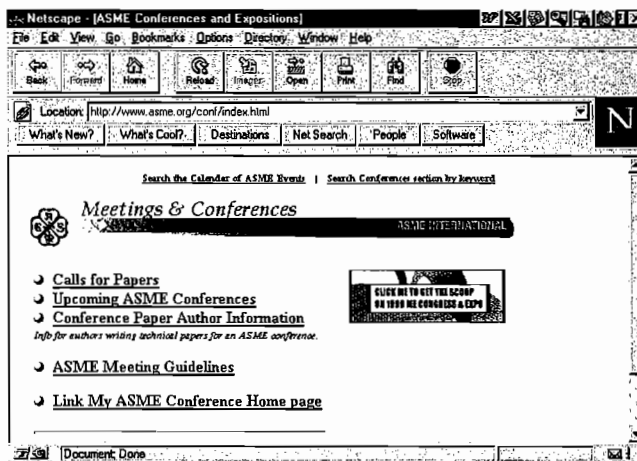 Netscape - [ASME Conferences and Expositions]
File Edit View Go Bookmarks Options Directory Window Help
Back Forward Home Reload Images Open Print Find Stop
Location: http://www.asme.org/conf/index.html
N
What's New? What's Cool? Destinations Net Search People Software
Search the Calendar of ASME Events | Search Conferences section by keyword
Meetings & Conferences
ASME INTERNATIONAL
Calls for Papers
Upcoming ASME Conferences
Conference Paper Author Information
Info for authors writing technical papers for an ASME conference.
CLICK ME TO GET THE SCOOP
ON 1998 ME CONGRESS & EXPO
ASME Meeting Guidelines
Link My ASME Conference Home page
Document: Done